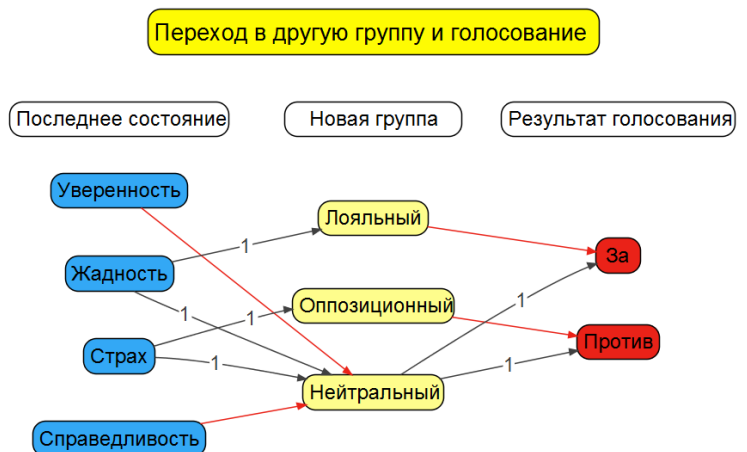 Переход в другую группу и голосование
Последнее состояние
Новая группа
Результат голосования
Уверенность
Лояльный
1
За
Жадность
Оппозиционный
1
1
1
Страх
Против
1
1
Нейтральный
Справедливость